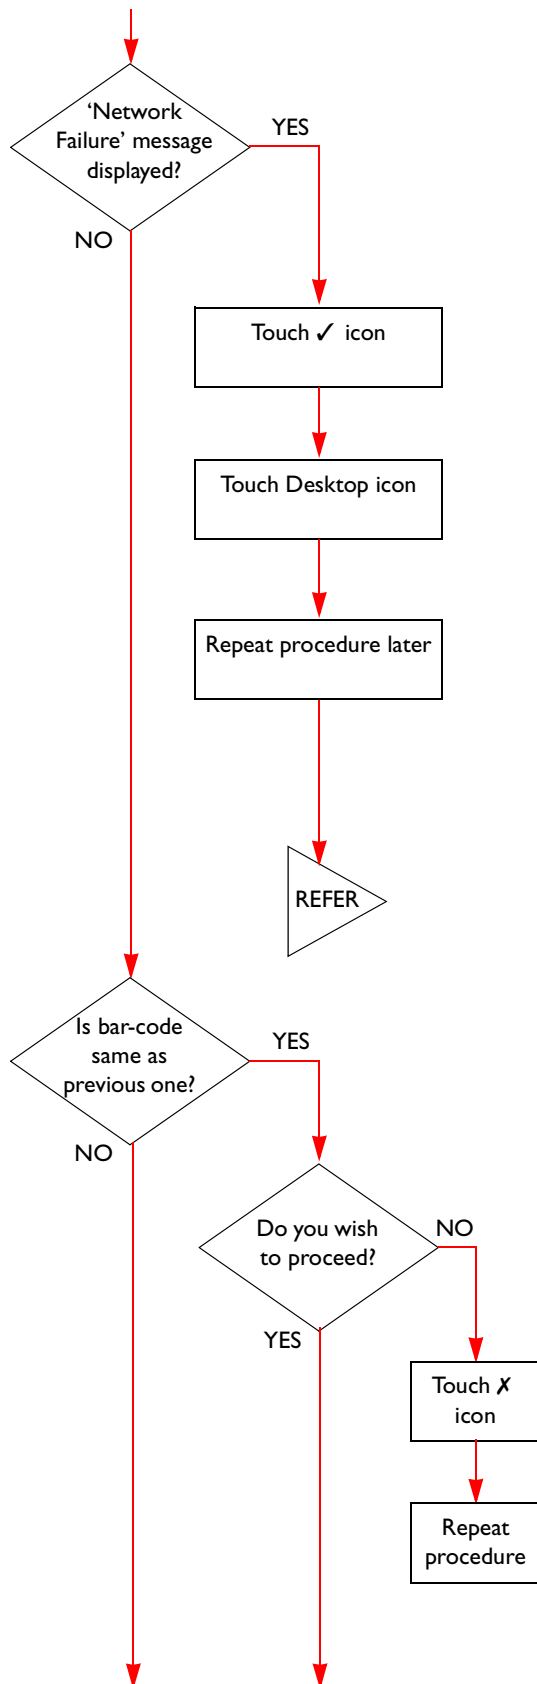 ‘Network
Failure’ message
displayed?
YES
NO
Touch ✓ icon
Touch Desktop icon
Repeat procedure later
REFER
Is bar-code
same as
previous one?
YES
NO
Do you wish
to proceed?
NO
YES
Touch ✗
icon
Repeat
procedure